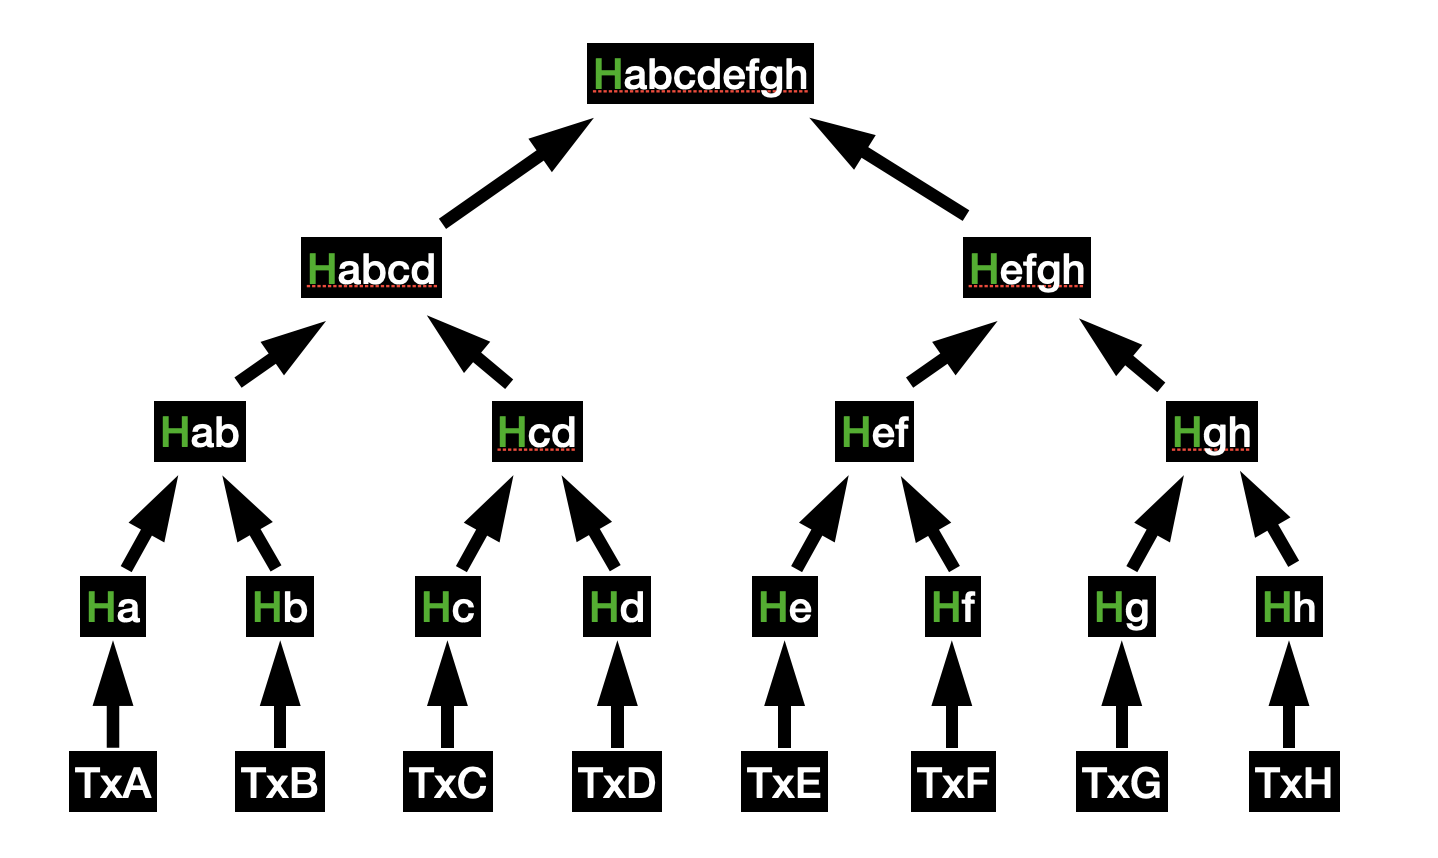 Habcdefgh
Habcd Hefgh
Hab Hcd Hef Hgh
Ha Hb Hc Hd He Hf Hg Hh
TxA TxB TxC TxD TxE TxF TxG TxH